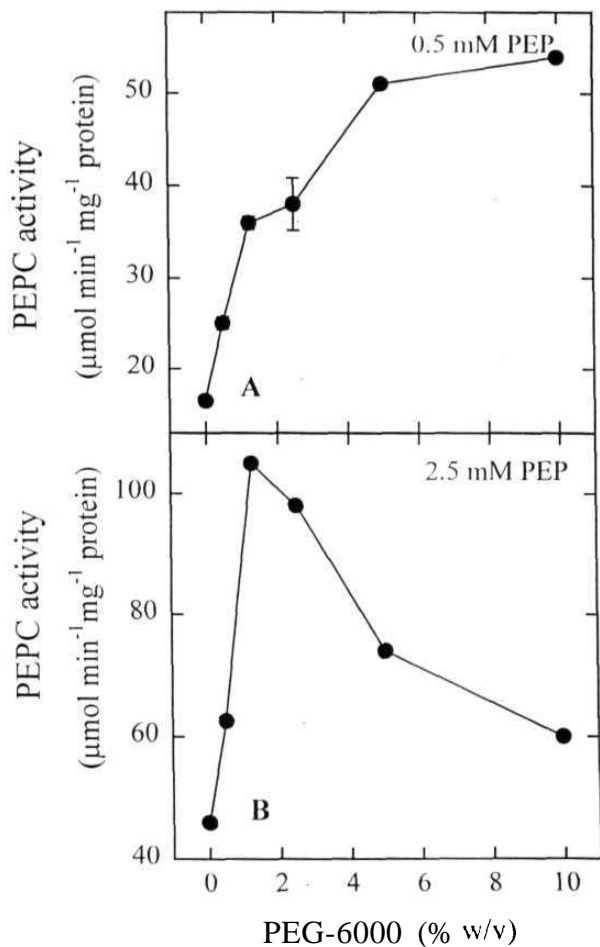 0.5 mM PEP
50
40
30
20
PEPC activity
(μmol min-1 mg-1 protein)
A
2.5 mM PEP
100
80
60
40
PEPC activity
(μmol min-1mg-1 protein)
B
0 2 4 6 8 10
PEG-6000 (% w/v)